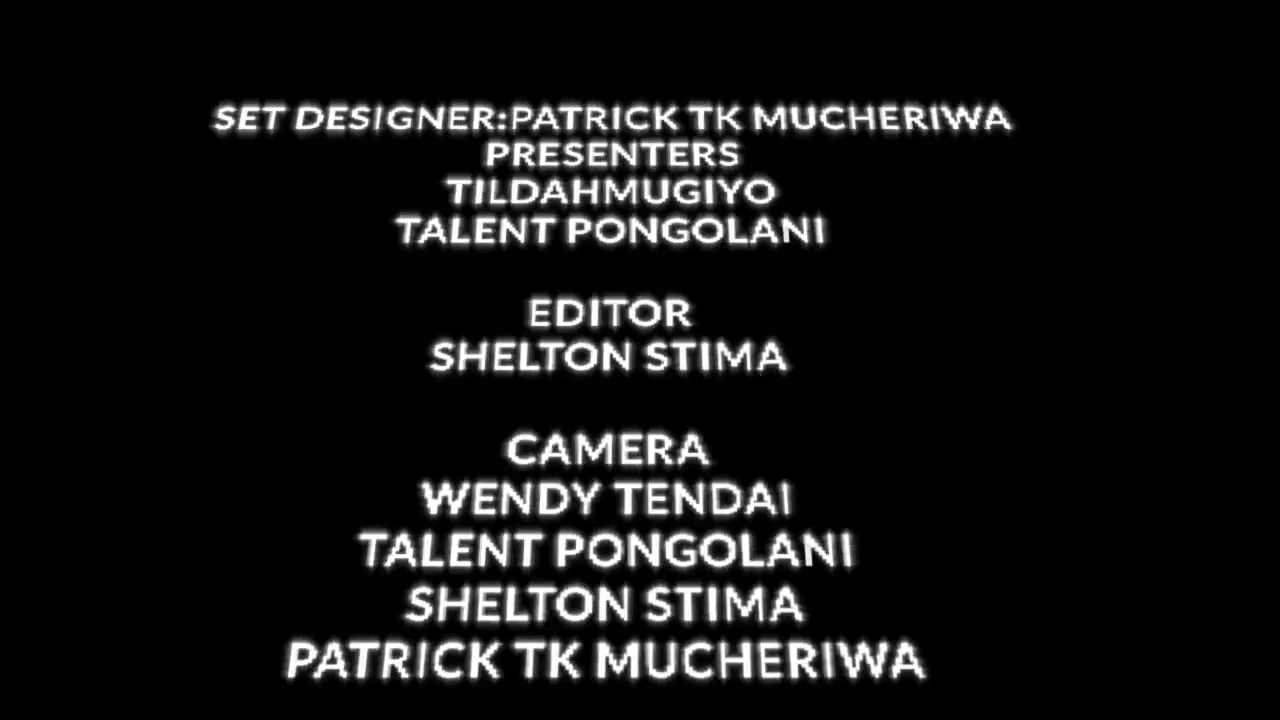 SET DESIGNER:PATRICK TK MUCHERIWA
PRESENTERS
TILDAHMUGIYO
TALENT PONGOLANI
EDITOR
SHELTON STIMA
CAMERA
WENDY TENDAI
TALENT PONGOLANI
SHELTON STIMA
PATRICK TK MUCHERIWA